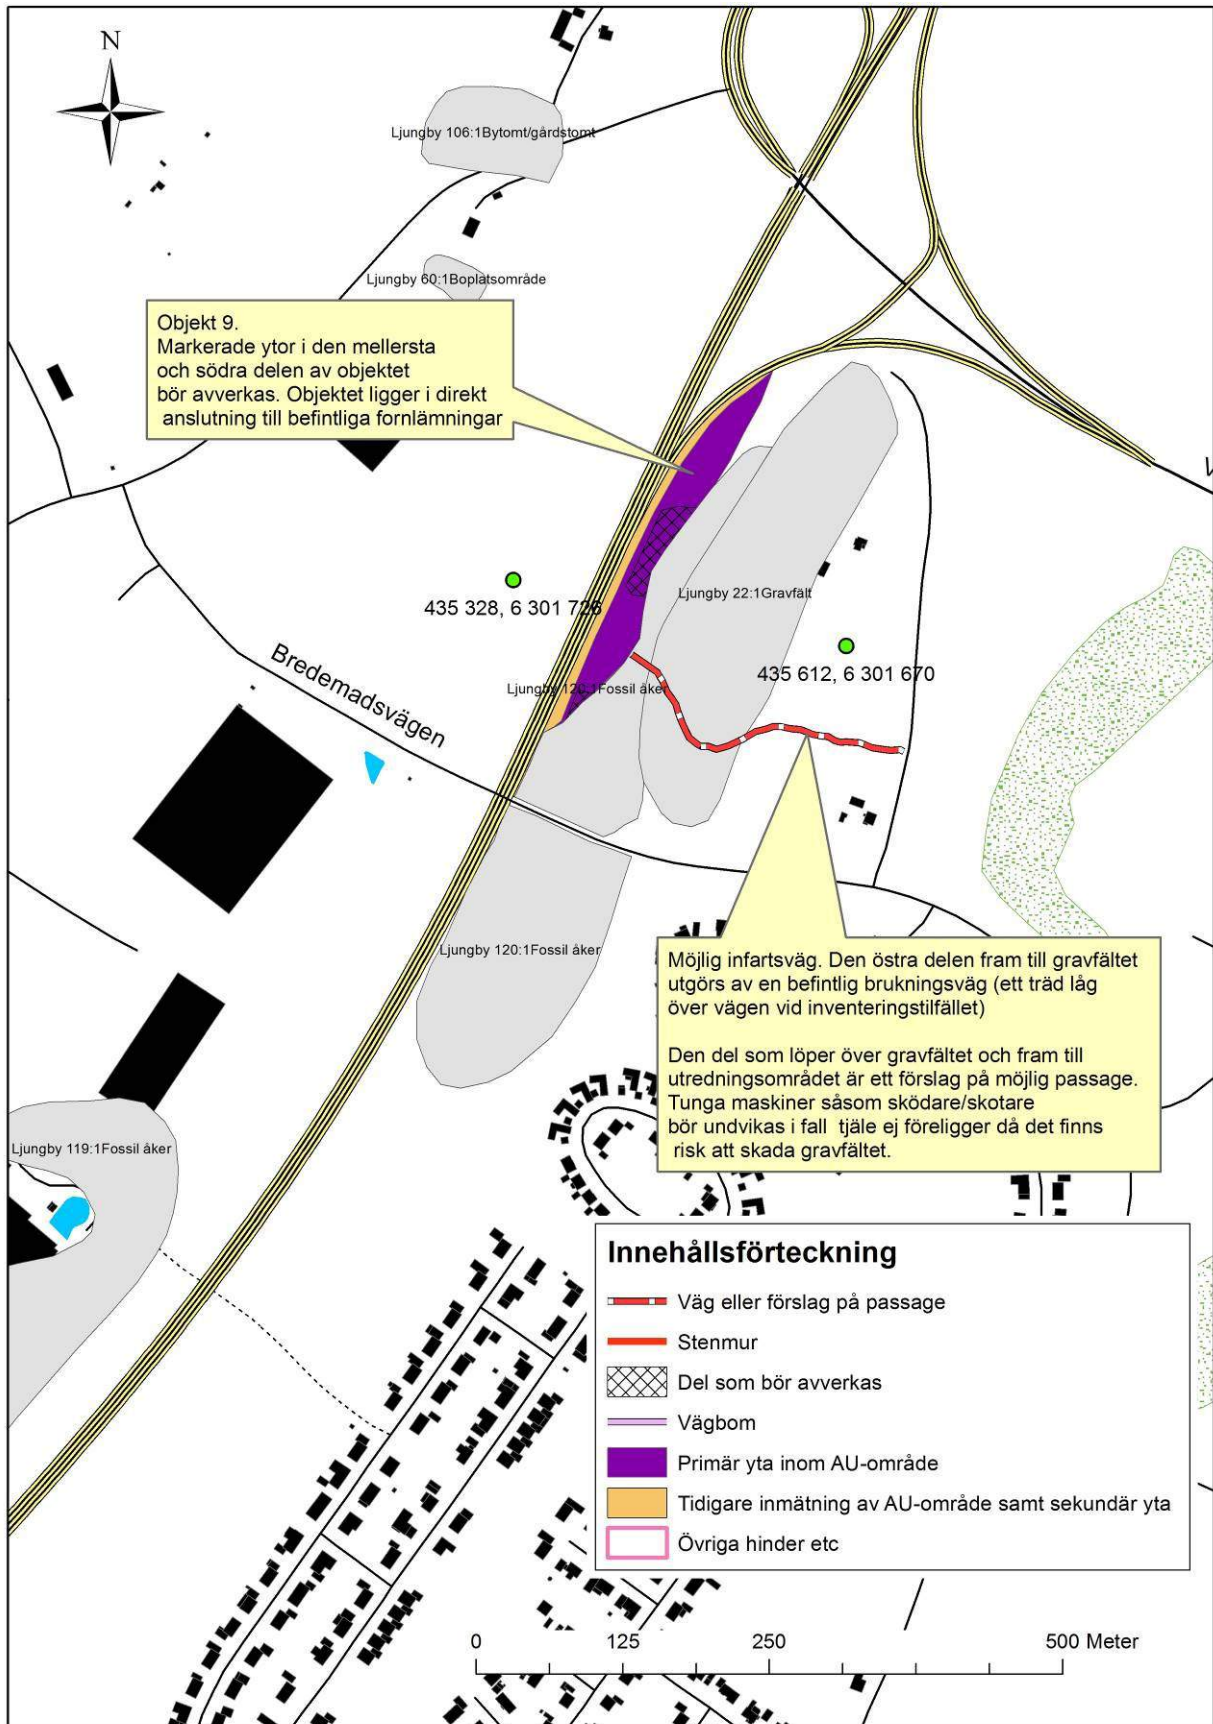 N
Ljungby 106:1Bytomt/gårdstomt
Ljungby 60:1Boplatsområde
Objekt 9.
Markerade ytor i den mellersta
och södra delen av objektet
bör avverkas. Objektet ligger i direkt
anslutning till befintliga fornlämningar
V
435 328, 6 301 726
Ljungby 22:1Gravfält
435 612, 6 301 670
Bredemadsvägen
Ljungby 120:1Fossil åker
Ljungby 120:1Fossil åker
Möjlig infartsväg. Den östra delen fram till gravfältet
utgörs av en befintlig brukningsväg (ett träd låg
över vägen vid inventeringstilfället)
Den del som löper över gravfältet och fram till
utredningsområdet är ett förslag på möjlig passage.
Tunga maskiner såsom sködare/skotare
bör undvikas i fall tjäle ej föreligger då det finns
risk att skada gravfältet.
Ljungby 119:1Fossil åker
Innehållsförteckning
Väg eller förslag på passage
Stenmur
Del som bör avverkas
Vägbom
Primär yta inom AU-område
Tidigare inmätning av AU-område samt sekundär yta
Övriga hinder etc
0 125 250 500 Meter